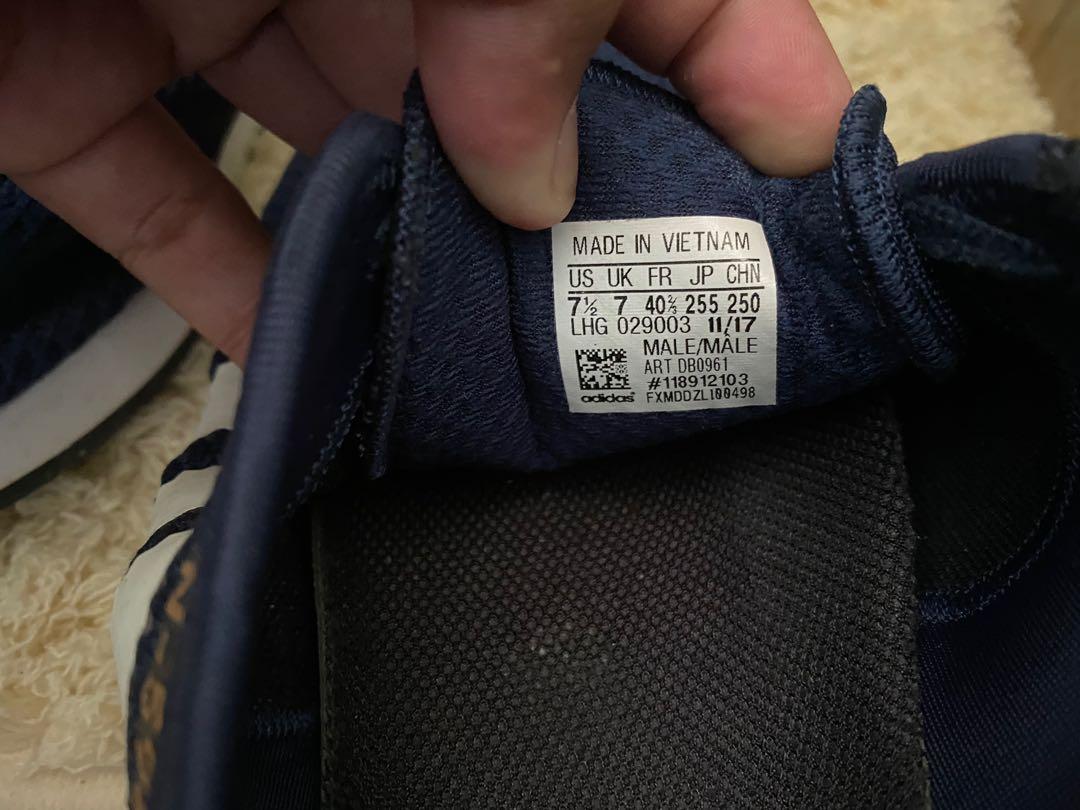 MADE IN VIETNAM
US UK FR JP CHN
7½ 7 40⅔ 255 250
LHG 029003 11/17
MALE/MÂLE
ART DB0961
#118912103
adidas FXMDDZL100498